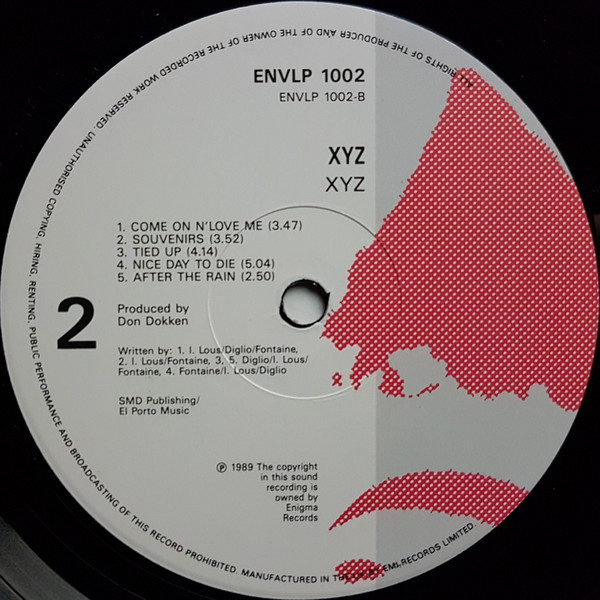 ENVLP 1002
ENVLP 1002-B
XYZ
XYZ
1. COME ON N'LOVE ME (3.47)
2. SOUVENIRS (3.52)
3. TIED UP (4.14)
4. NICE DAY TO DIE (5.04)
5. AFTER THE RAIN (2.50)
2
Produced by
Don Dokken
Written by: 1. I. Lous/Diglio/Fontaine,
2. I. Lous/Fontaine, 3, 5. Diglio/I. Lous/
Fontaine, 4. Fontaine/I. Lous/Diglio
SMD Publishing/
El Porto Music
Ⓟ 1989 The copyright
in this sound
recording is
owned by
Enigma
Records
ALL RIGHTS OF THE PRODUCER AND OF THE OWNER OF THE RECORDED WORK RESERVED. UNAUTHORISED COPYING, HIRING, RENTING, PUBLIC PERFORMANCE AND BROADCASTING OF THIS RECORD PROHIBITED. MANUFACTURED IN THE UK BY EMI RECORDS LIMITED.